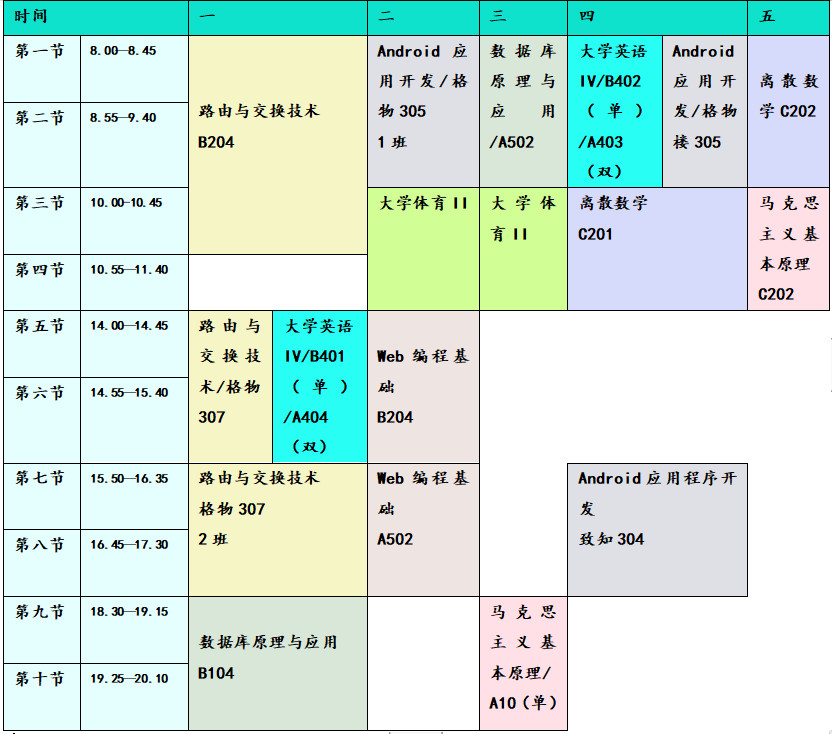 时间 一 二 三 四 五
第一节 8.00—8.45
第二节 8.55—9.40
路由与交换技术
B204
Android 应
用开发/格
物 305
1 班
数据库
原理与
应用
/A502
大学英语
IV/B402
（单）
/A403
（双）
Android
应用开
发/格物
楼 305
离散数
学 C202
第三节 10.00-10.45
第四节 10.55—11.40
大学体育 II
大学体
育 II
离散数学
C201
马克思
主义基
本原理
C202
第五节 14.00—14.45
第六节 14.55—15.40
路由与
交换技
术/格物
307
大学英语
IV/B401
（单）
/A404
（双）
Web 编程基
础
B204
第七节 15.50—16.35
第八节 16.45—17.30
路由与交换技术
格物 307
2 班
Web 编程基
础
A502
Android 应用程序开
发
致知 304
第九节 18.30—19.15
第十节 19.25—20.10
数据库原理与应用
B104
马克思
主义基
本原理/
A10（单）